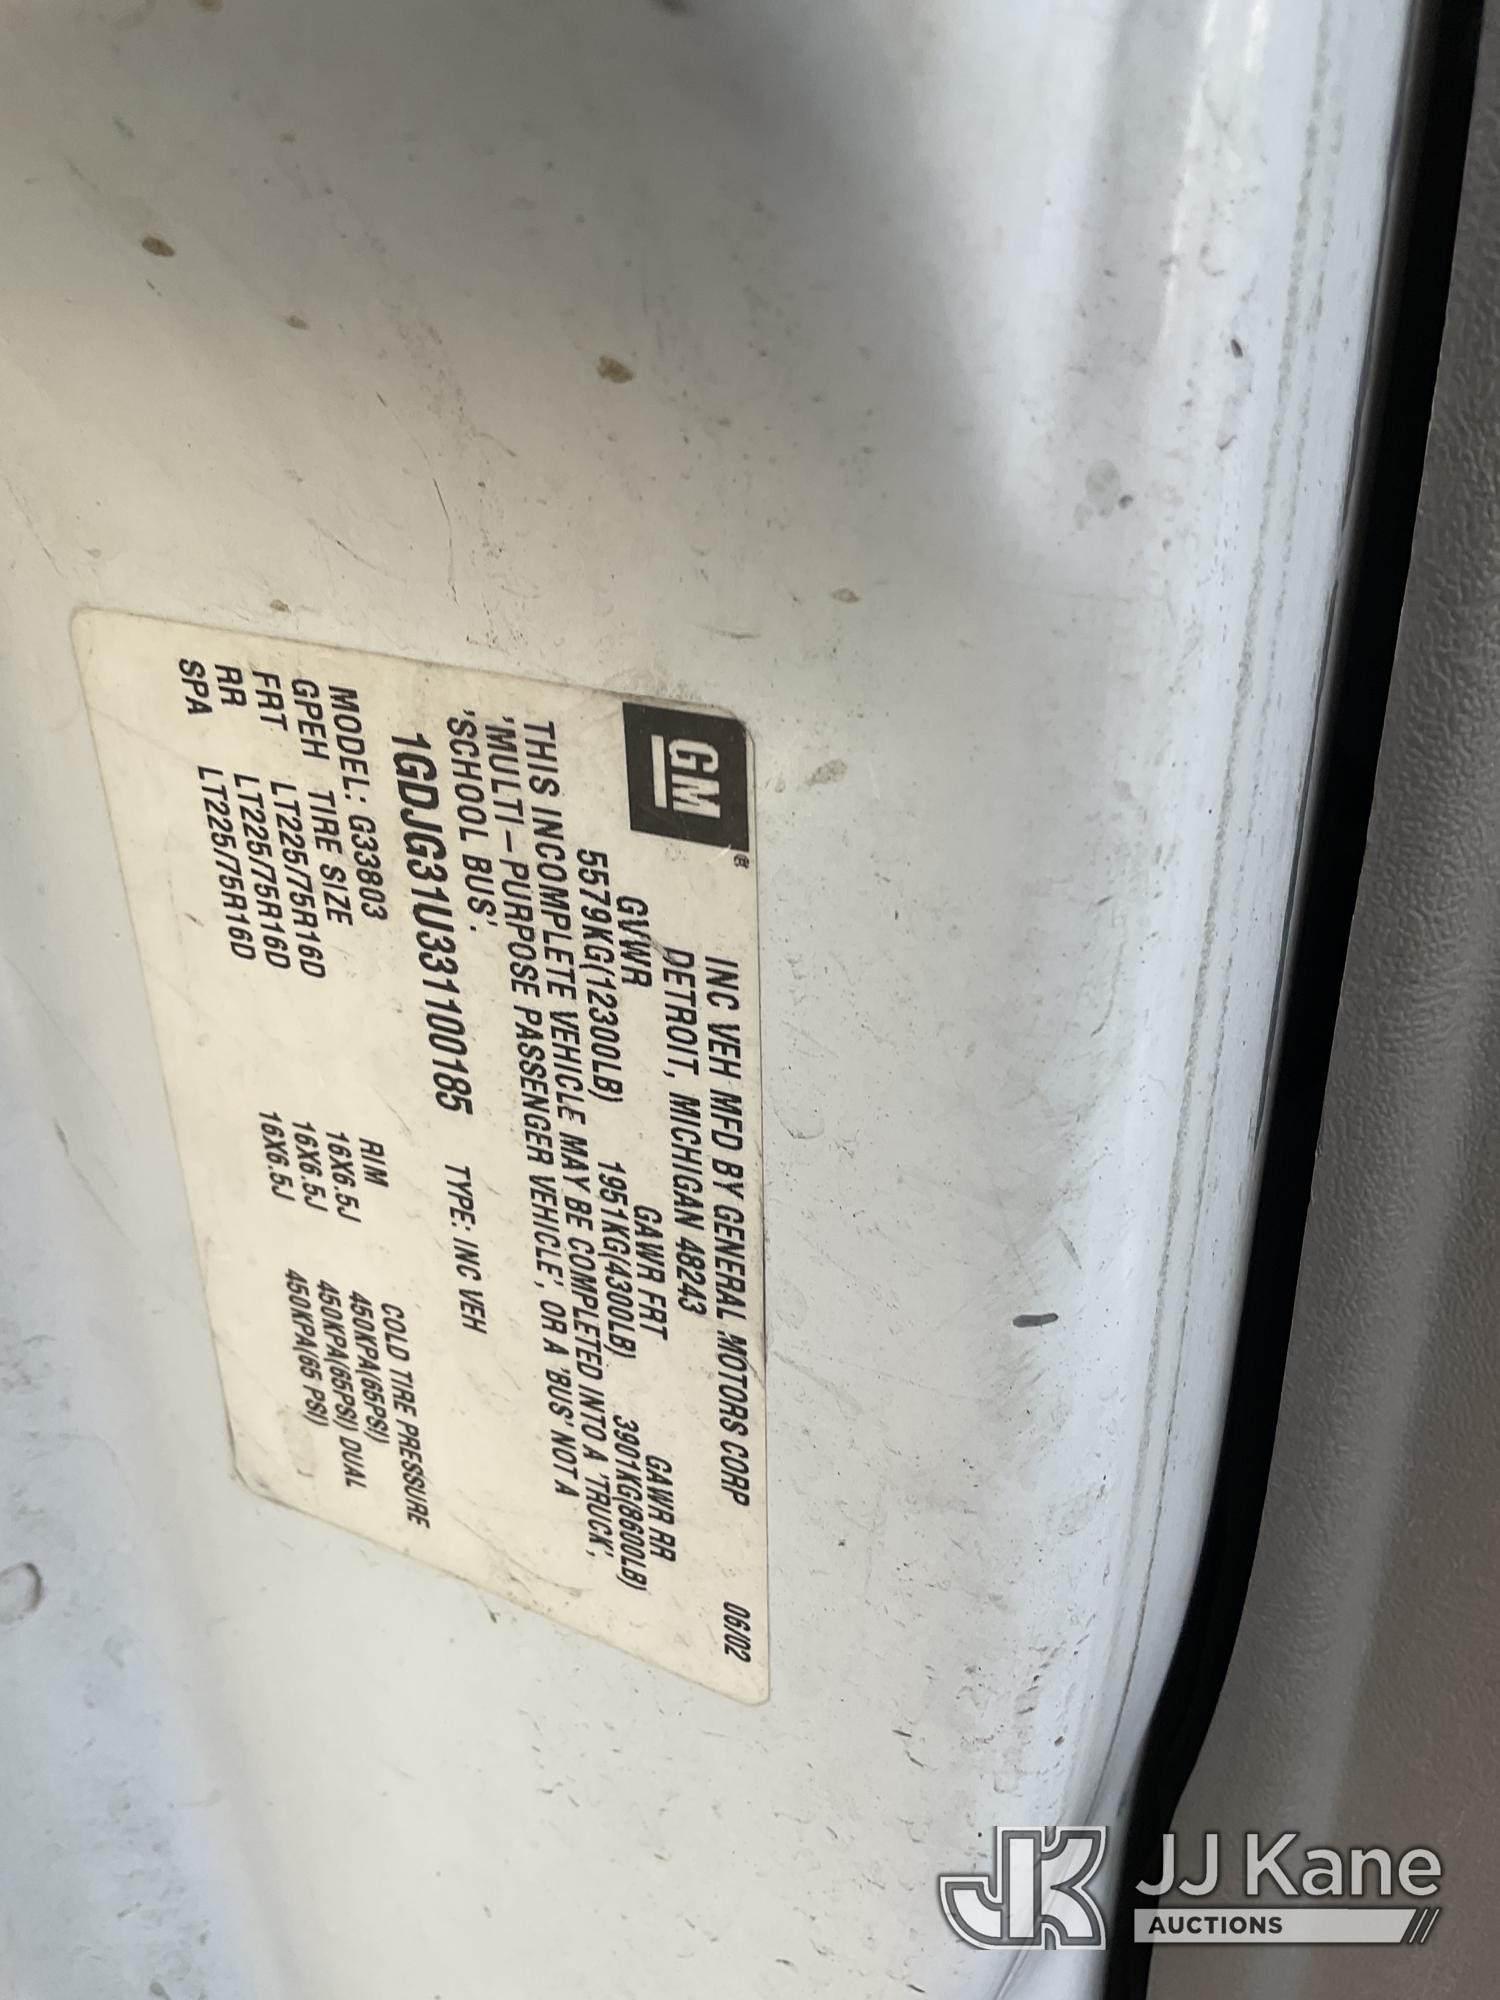 GM®
INC VEH MFD BY GENERAL MOTORS CORP 06/02
DETROIT, MICHIGAN 48243
GVWR GAWR FRT GAWR RR
5579KG(12300LB) 1951KG(4300LB) 3901KG(8600LB)
THIS INCOMPLETE VEHICLE MAY BE COMPLETED INTO A 'TRUCK',
'MULTI-PURPOSE PASSENGER VEHICLE', OR A 'BUS' NOT A
'SCHOOL BUS'.
1GDJG31U331100185 TYPE: INC VEH
MODEL: G33803
GPEH TIRE SIZE RIM COLD TIRE PRESSURE
FRT LT225/75R16D 16X6.5J 450KPA(65PSI)
RR LT225/75R16D 16X6.5J 450KPA(65PSI) DUAL
SPA LT225/75R16D 16X6.5J 450KPA(65 PSI)
JK JJ Kane
AUCTIONS